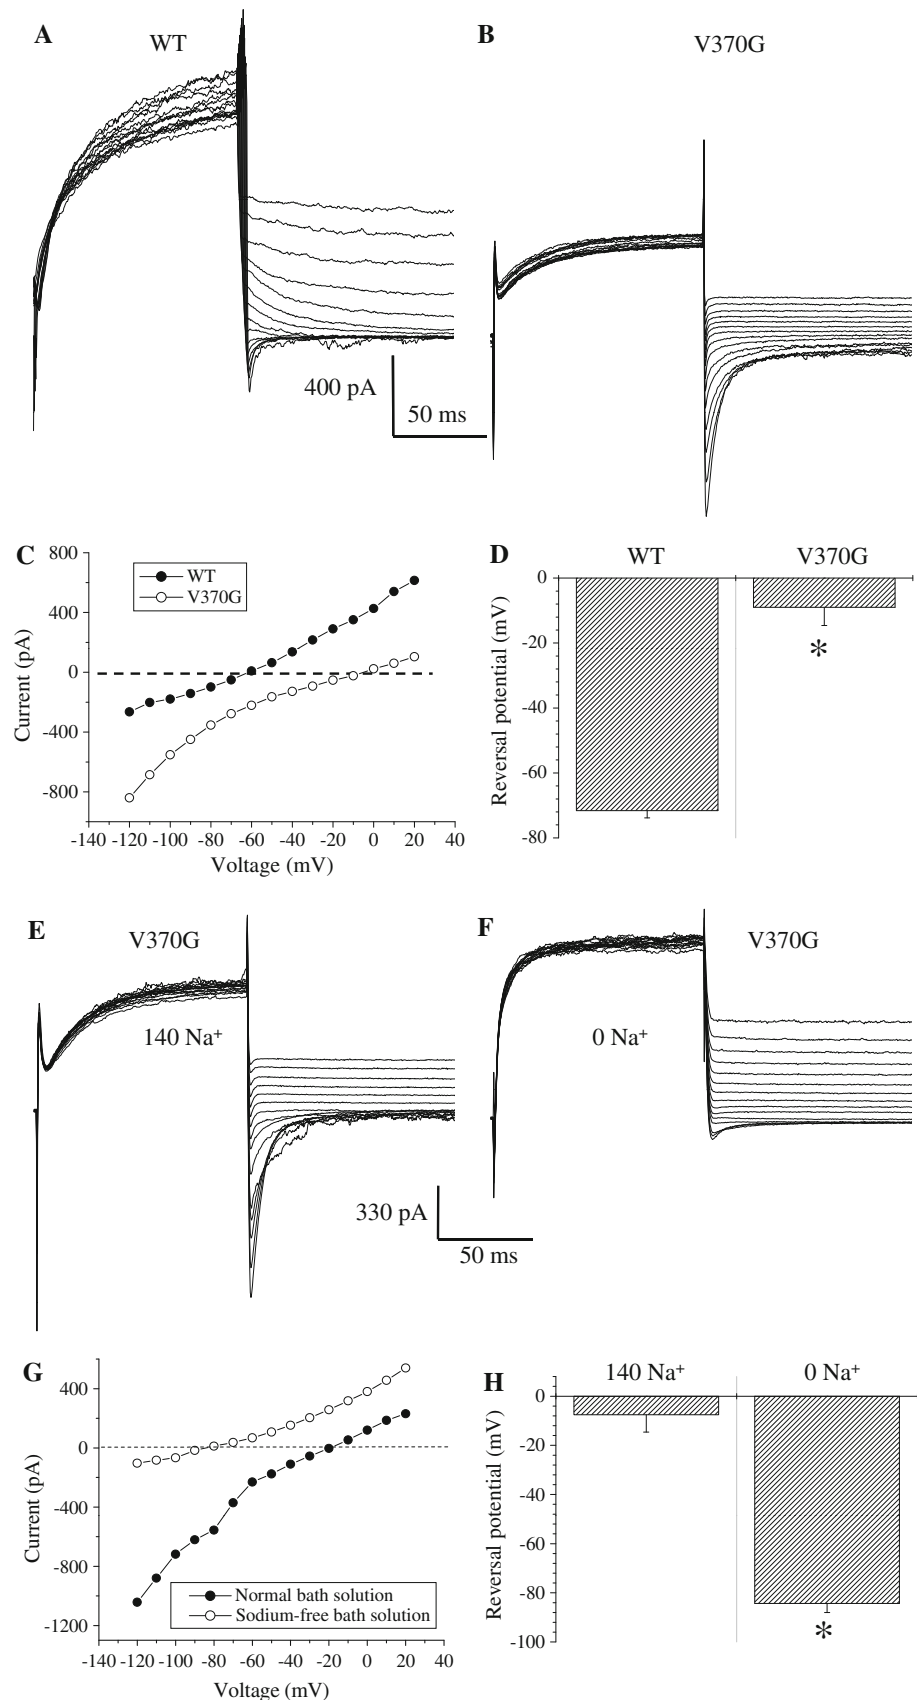 A
WT
B
V370G
400 pA
50 ms
C
800
400
0
-400
-800
Current (pA)
WT
V370G
-140 -120 -100 -80 -60 -40 -20 0 20 40
Voltage (mV)
D
WT
V370G
0
-20
-40
-60
-80
Reversal potential (mV)
*
E
V370G
140 Na⁺
F
V370G
0 Na⁺
330 pA
50 ms
G
400
0
-400
-800
-1200
Current (pA)
Normal bath solution
Sodium-free bath solution
-140 -120 -100 -80 -60 -40 -20 0 20 40
Voltage (mV)
H
140 Na⁺
0 Na⁺
0
-20
-40
-60
-80
-100
Reversal potential (mV)
*